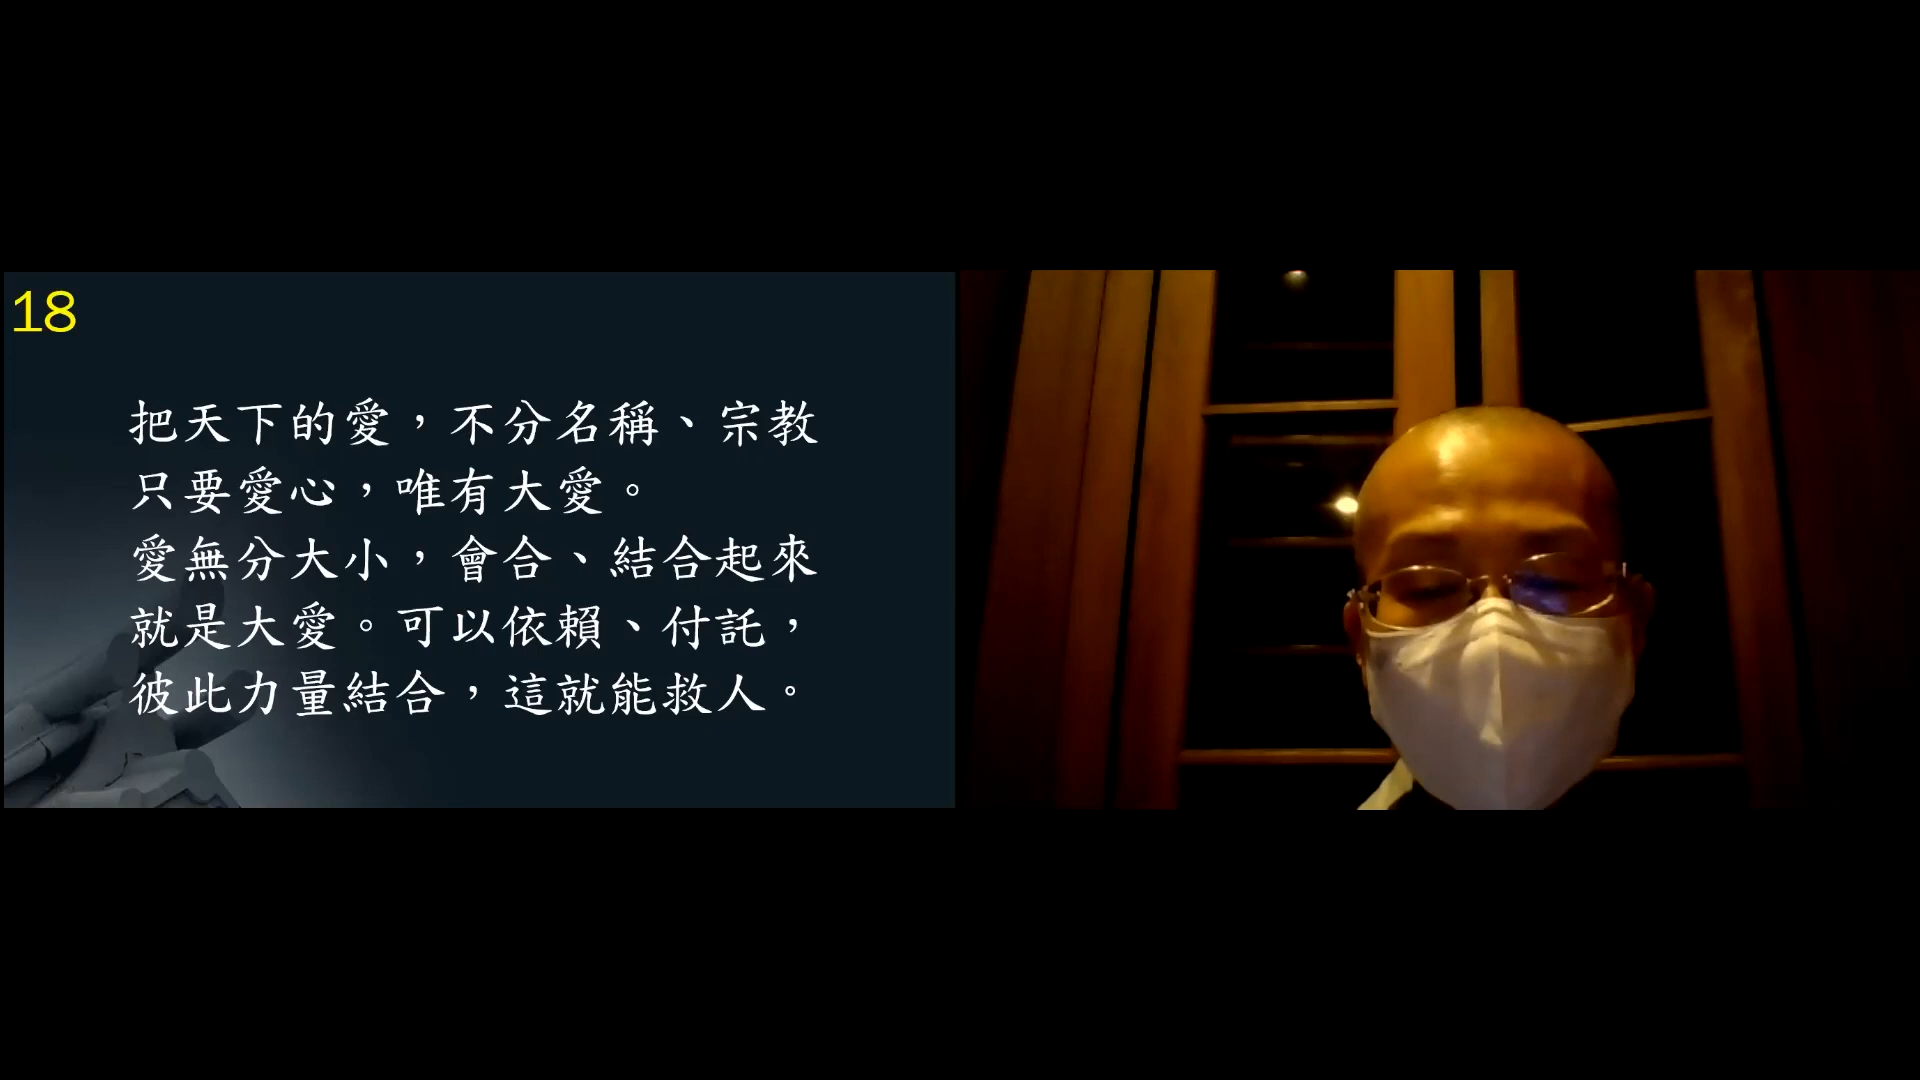 18
把天下的愛，不分名稱、宗教
只要愛心，唯有大愛。
愛無分大小，會合、結合起來
就是大愛。可以依賴、付託，
彼此力量結合，這就能救人。